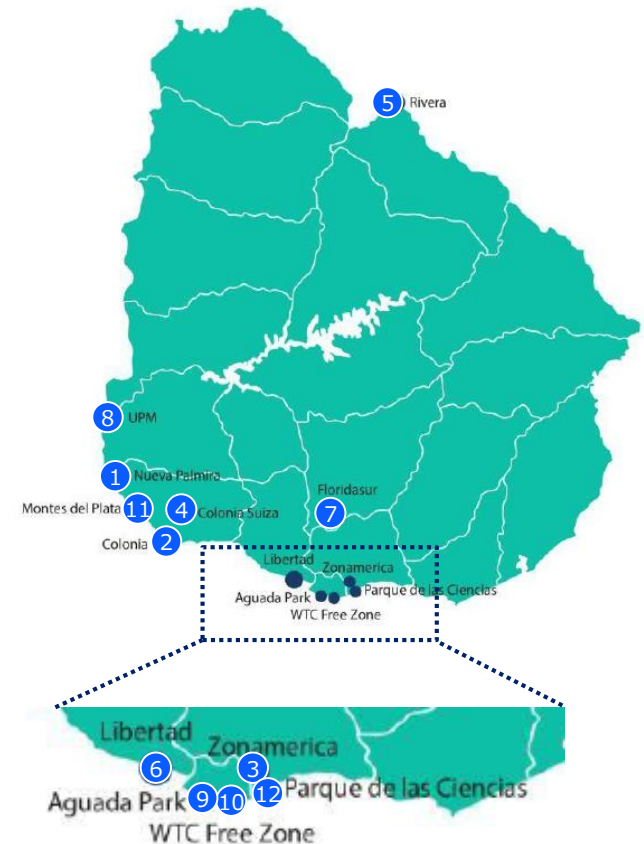 5 Rivera
8 UPM
1 Nueva Palmira
Floridasur
Montes del Plata 11 4 Colonia Suiza 7
Colonia 2
Libertad Zonamerica
Aguada Park Parque de las Ciencias
WTC Free Zone
Libertad
Zonamerica
6 3
Aguada Park 9 10 12 Parque de las Ciencias
WTC Free Zone